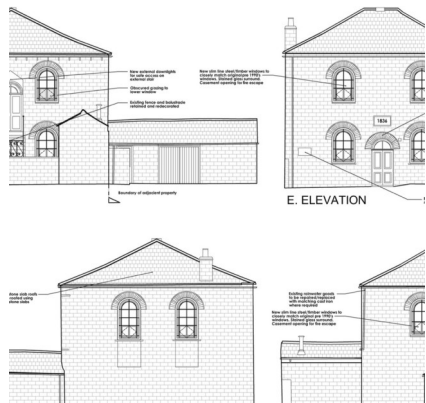 New external downlights
for safe access on
external stair
Obscured glazing to
lower window
Existing fence and balustrade
retained and redecorated
Boundary of adjacent property
New slim line steel/timber windows to
closely match original pre 1990's
windows. Stained glass surround.
Casement opening for fire escape
1836
E. ELEVATION
stone slab roofs
stone slabs
Existing rainwater goods
to be repaired/replaced
with matching cast iron
where required
New slim line steel/timber windows to
closely match original pre 1990's
windows. Stained glass surround.
Casement opening for fire escape